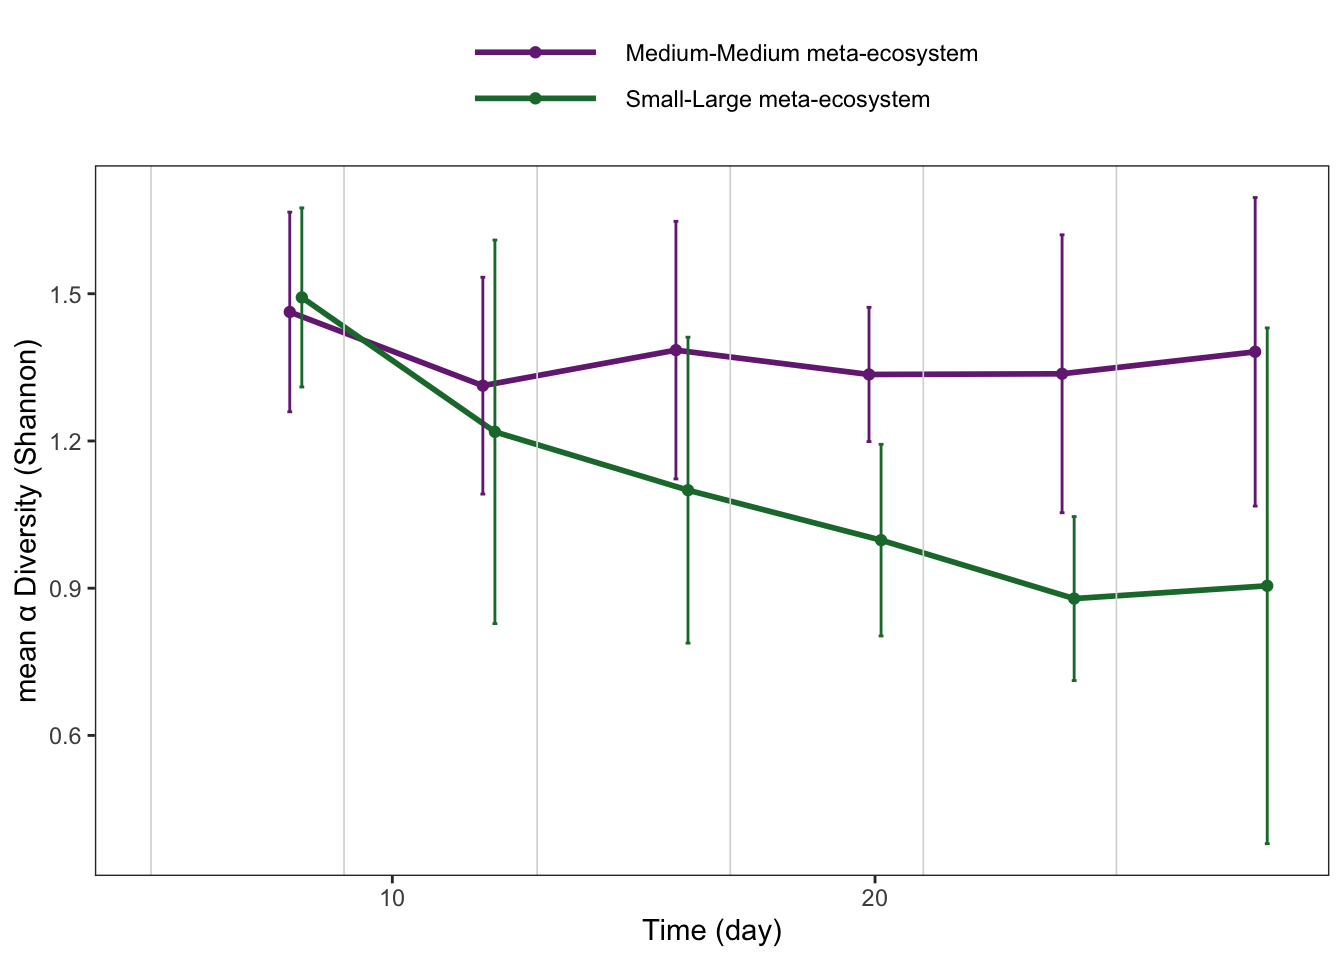 Medium-Medium meta-ecosystem
Small-Large meta-ecosystem
mean α Diversity (Shannon)
1.5
1.2
0.9
0.6
10
20
Time (day)